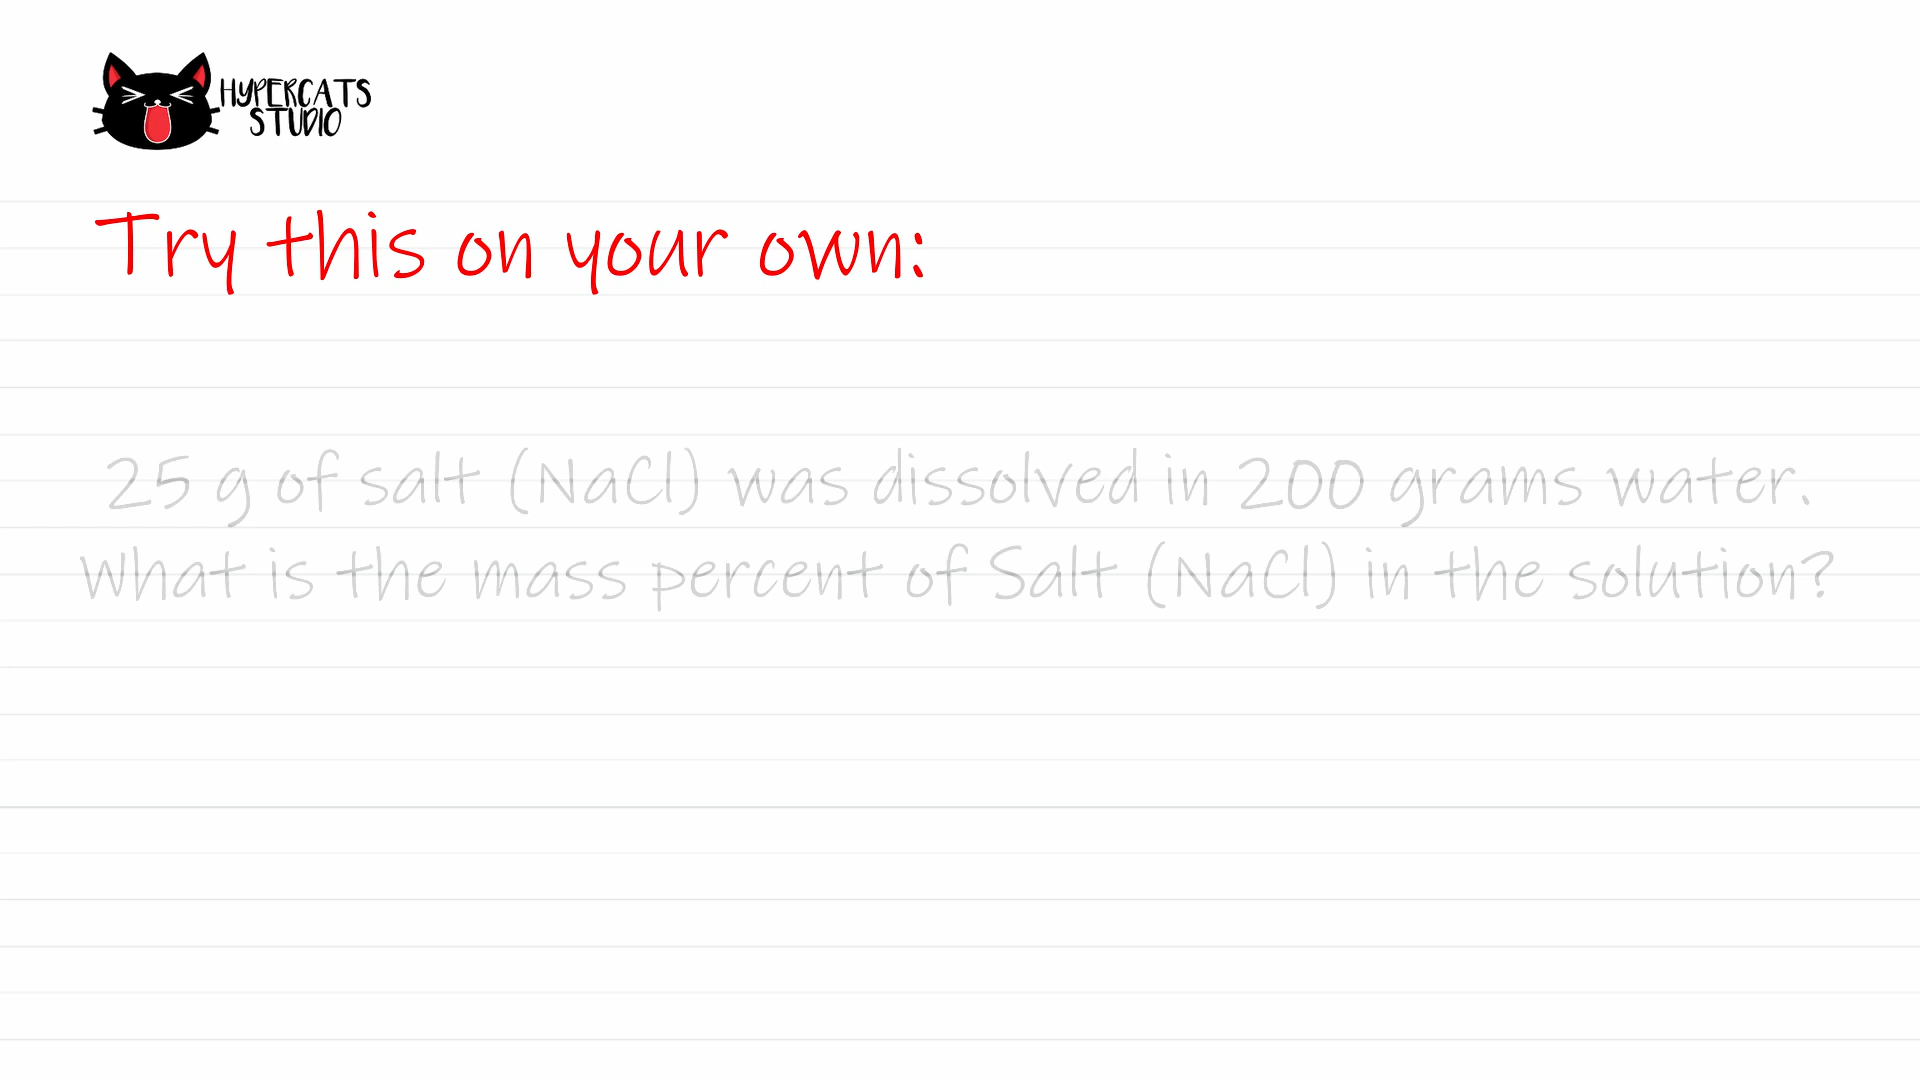 HYPERCATS
STUDIO
Try this on your own:
25 g of salt (NaCl) was dissolved in 200 grams water.
What is the mass percent of Salt (NaCl) in the solution?